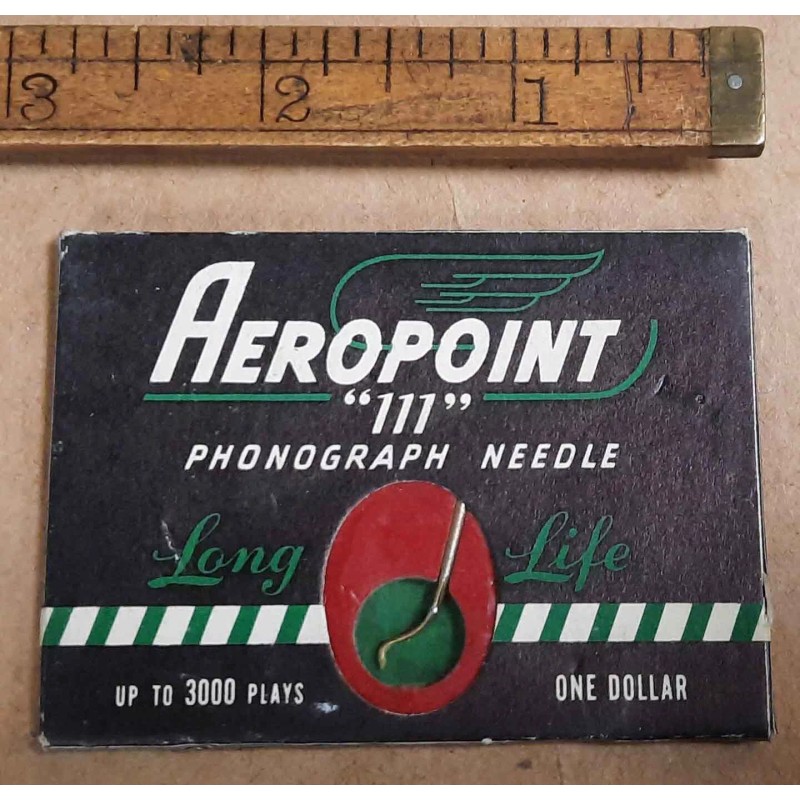 3 2 1
AEROPOINT
“111”
PHONOGRAPH NEEDLE
Long Life
UP TO 3000 PLAYS ONE DOLLAR